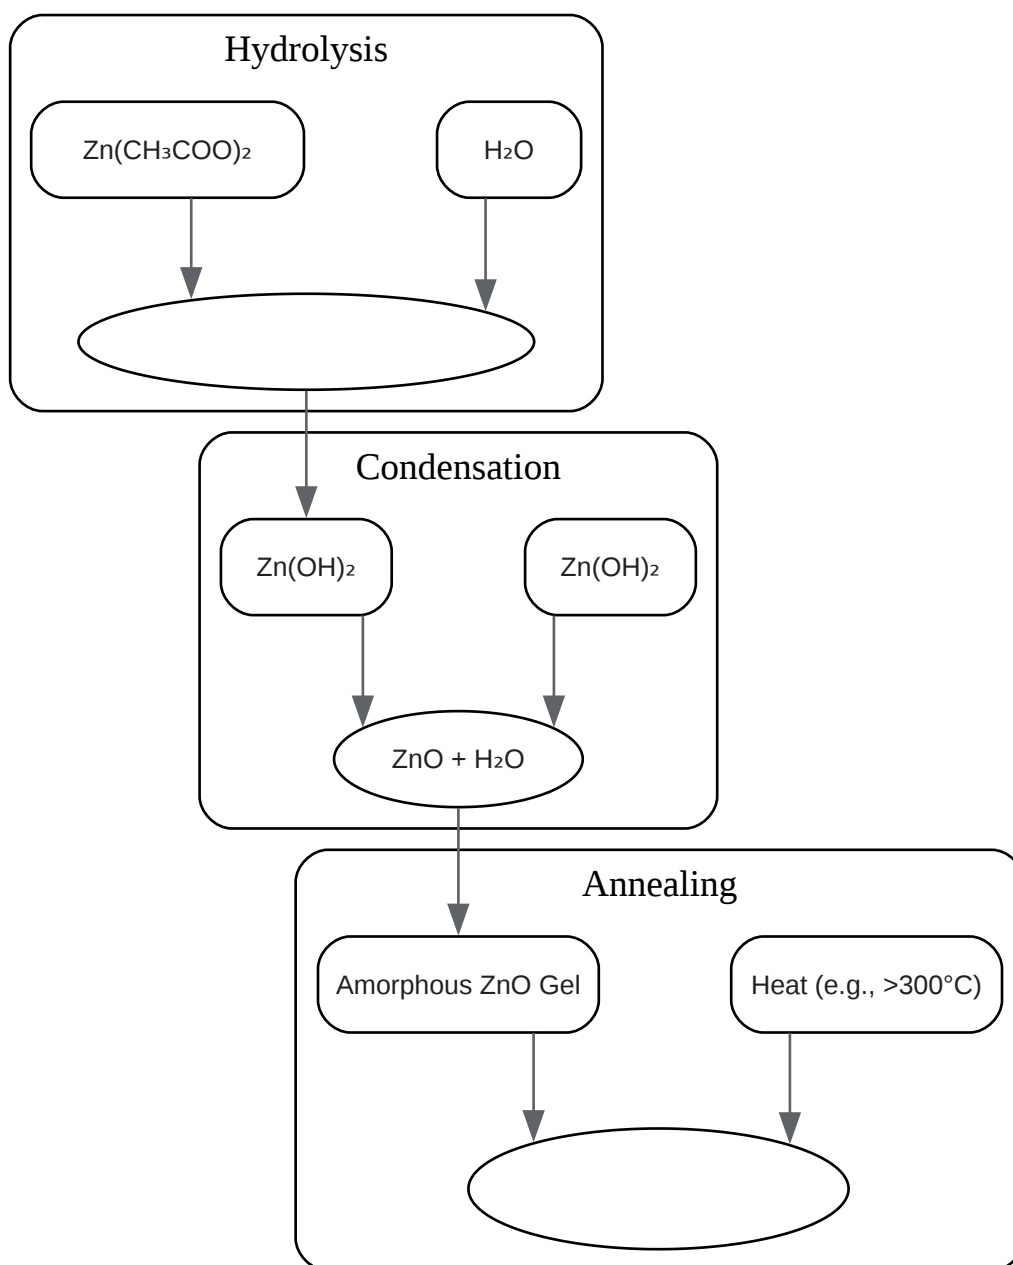 Hydrolysis
Zn(CH₃COO)₂
H₂O
Condensation
Zn(OH)₂
Zn(OH)₂
ZnO + H₂O
Annealing
Amorphous ZnO Gel
Heat (e.g., >300°C)